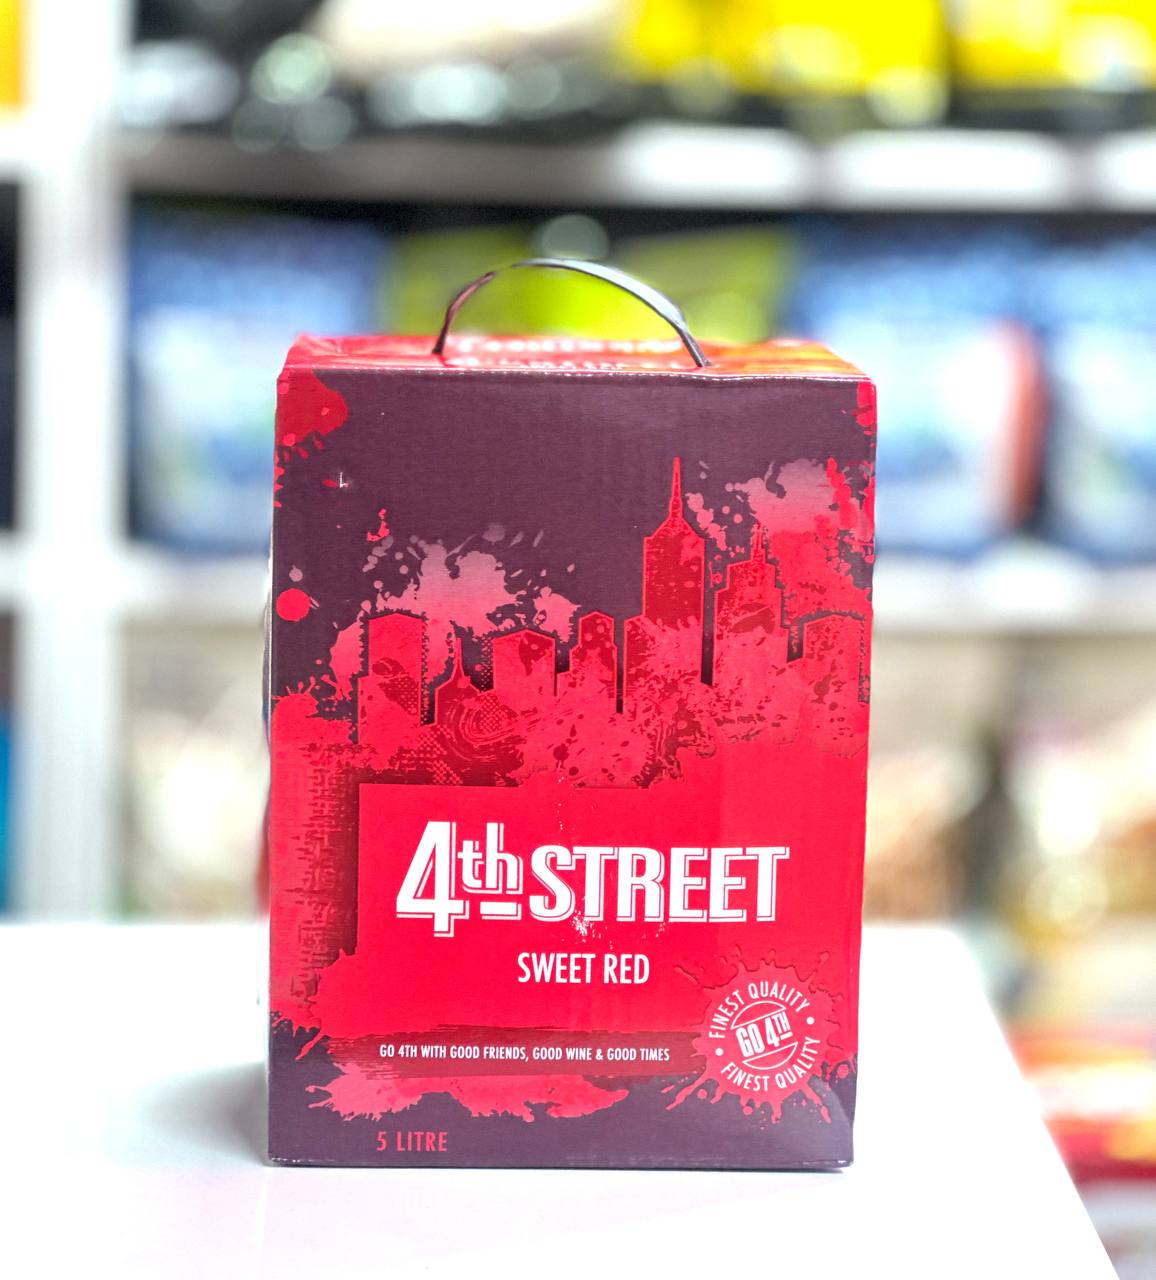 4th STREET
SWEET RED
FINEST QUALITY
GO 4TH
FINEST QUALITY
GO 4TH WITH GOOD FRIENDS, GOOD WINE & GOOD TIMES
5 LITRE